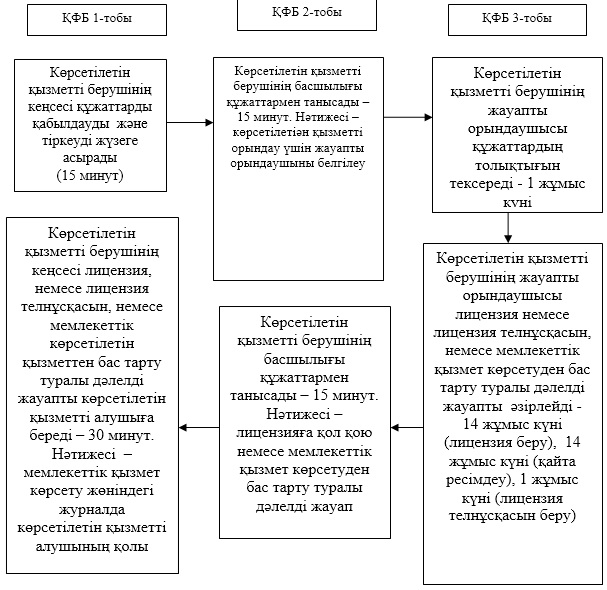 ҚФБ 1-тобы
ҚФБ 2-тобы
ҚФБ 3-тобы
Көрсетілетін
қызметті берушінің
кеңсесі құжаттарды
қабылдауды және
тіркеуді жүзеге
асырады
(15 минут)
Көрсетілетін қызметті
берушінің басшылығы
құжаттармен танысады –
15 минут. Нәтижесі –
көрсетілетіән қызметті
орындау үшін жауапты
орындаушыны белгілеу
Көрсетілетін
қызметті берушінің
жауапты
орындаушысы
құжаттардың
толықтығын
тексереді - 1 жұмыс
күні
Көрсетілетін қызметті
берушінің жауапты
орындаушысы
лицензия немесе
лицензия телнұсқасын,
немесе мемлекеттік
қызмет көрсетуден бас
тарту туралы дәлелді
жауапты әзірлейді -
14 жұмыс күні
(лицензия беру), 14
жұмыс күні (қайта
ресімдеу), 1 жұмыс
күні (лицензия
телнұсқасын беру)
Көрсетілетін
қызметті берушінің
басшылығы
құжаттармен
танысады – 15 минут.
Нәтижесі –
лицензияға қол қою
немесе мемлекеттік
қызмет көрсетуден
бас тарту туралы
дәлелді жауап
Көрсетілетін
қызметті берушінің
кеңсесі лицензия,
немесе лицензия
телнұсқасын, немесе
мемлекеттік
көрсетілетін
қызметтен бас тарту
туралы дәлелді
жауапты көрсетілетін
қызметті алушыға
береді – 30 минут.
Нәтижесі –
мемлекеттік қызмет
көрсету жөніндегі
журналда
көрсетілетін қызметті
алушының қолы